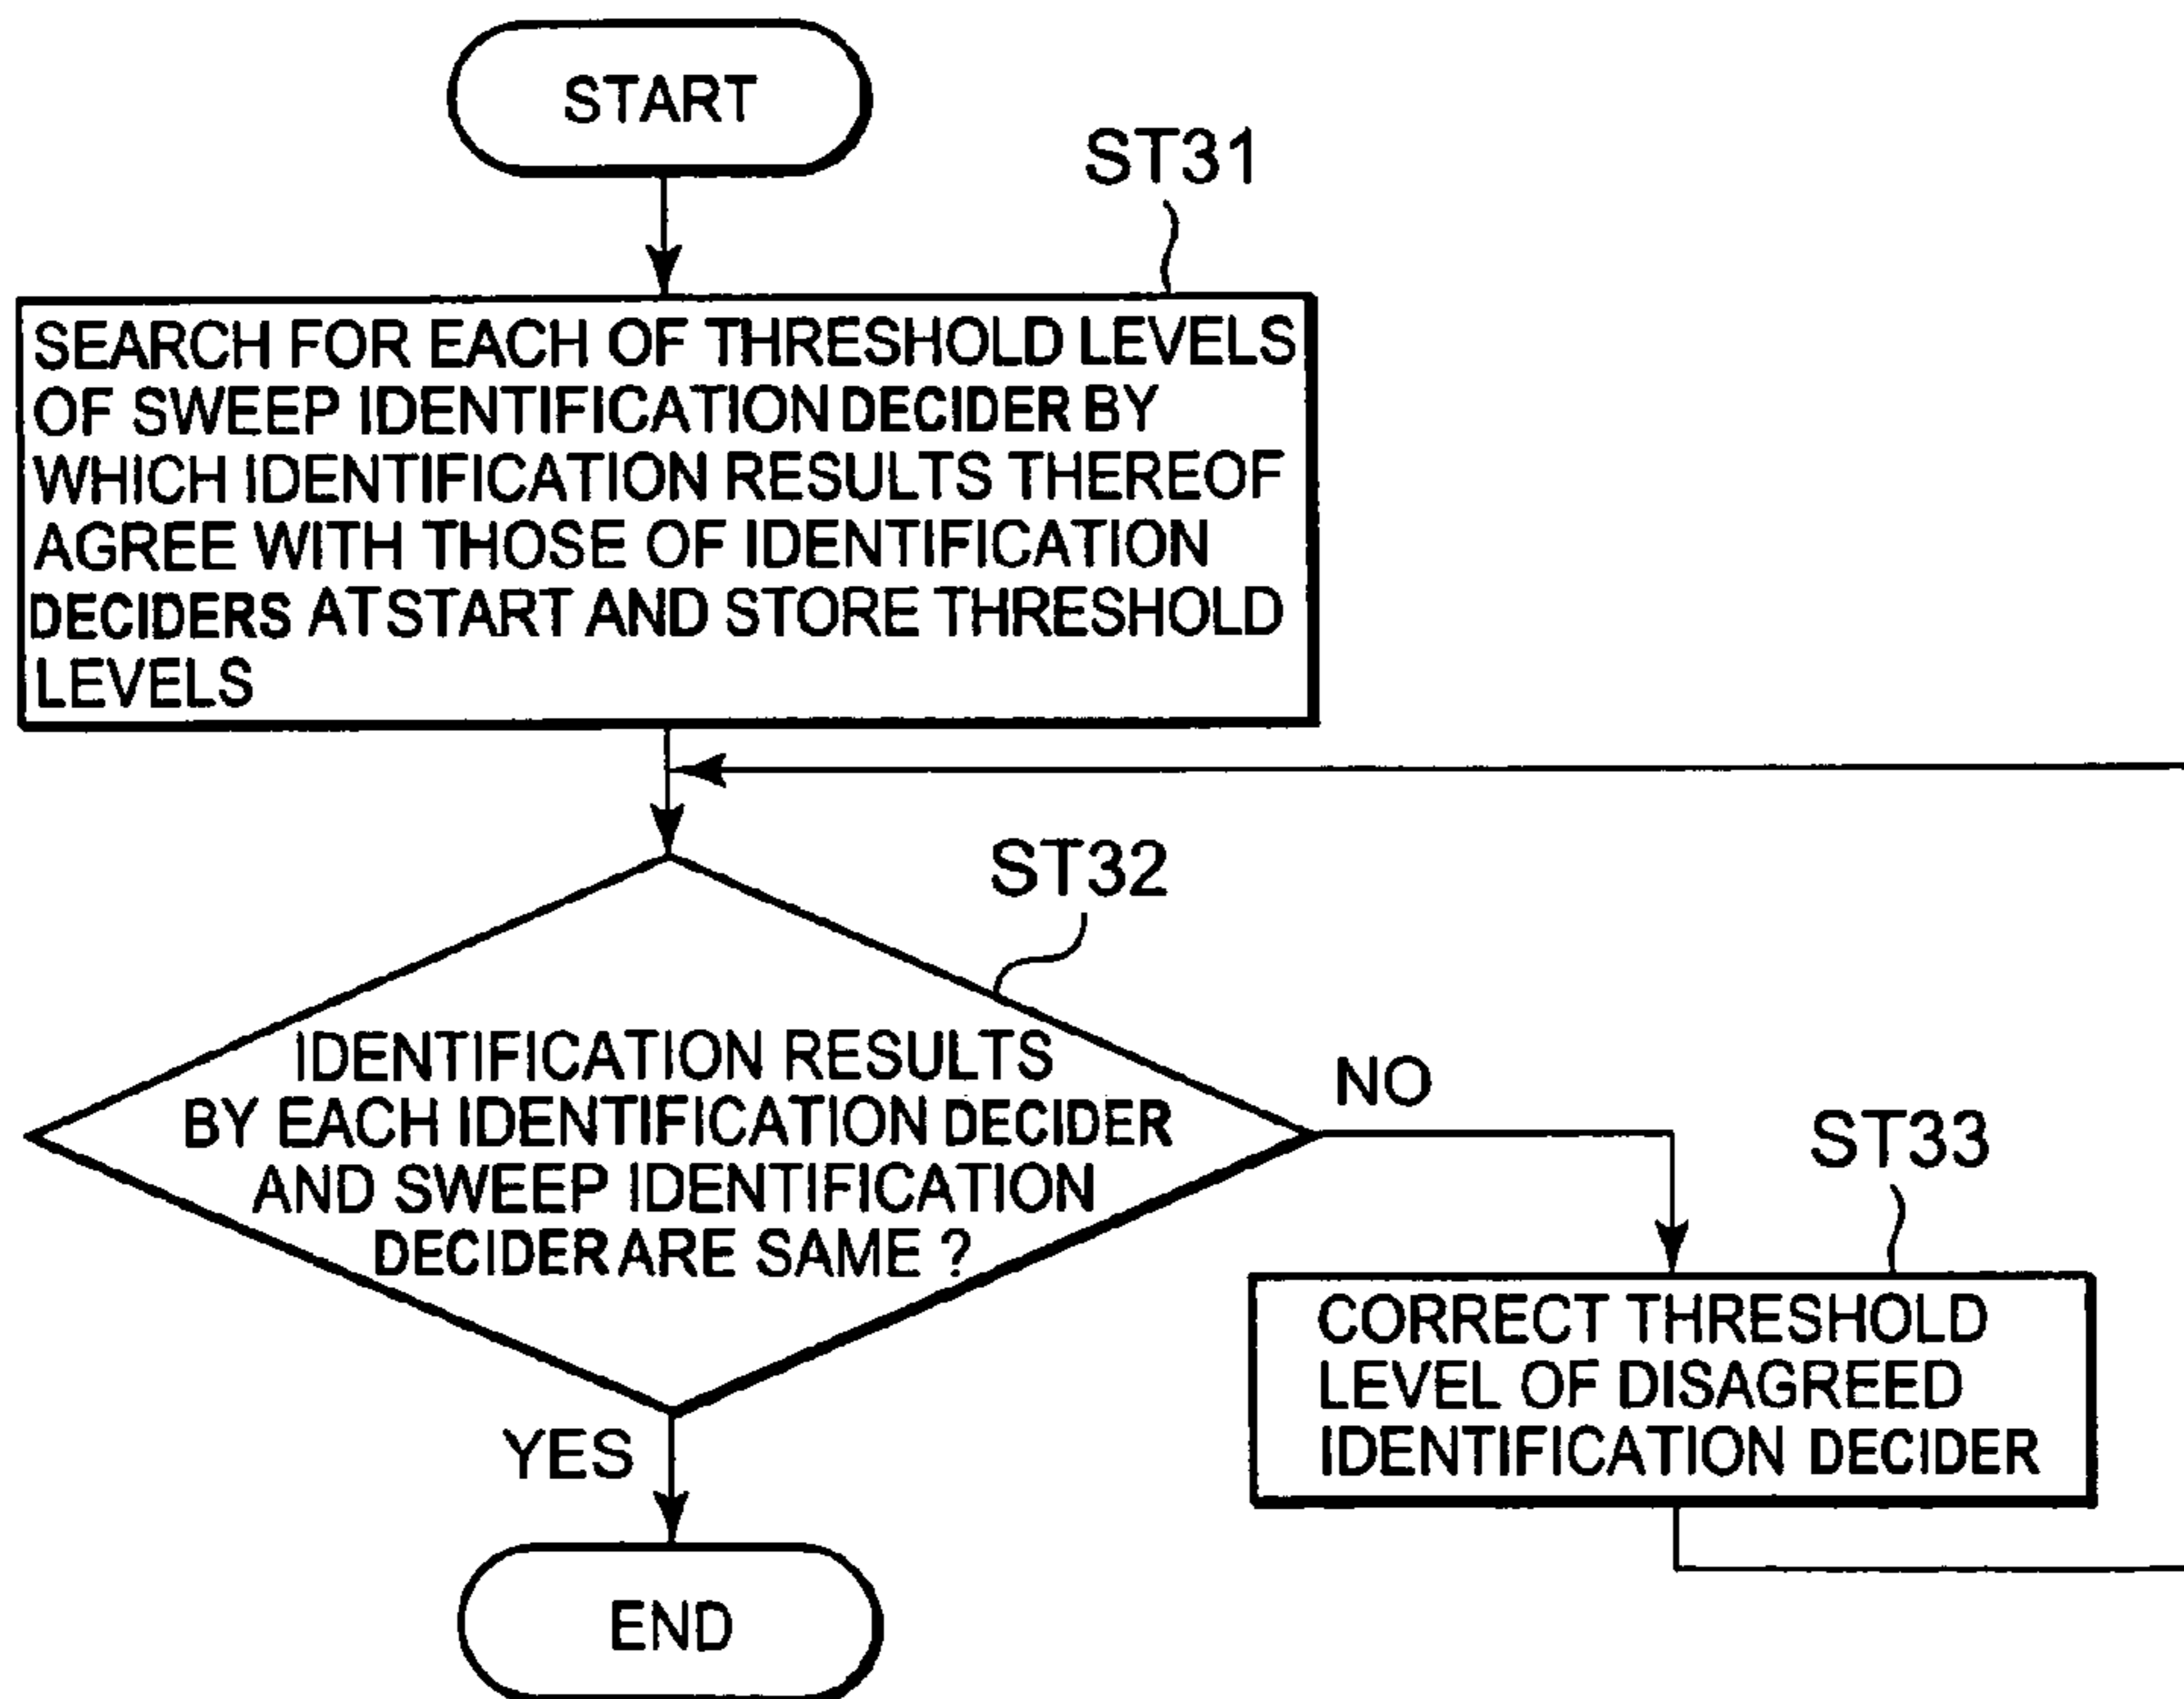 START
ST31
SEARCH FOR EACH OF THRESHOLD LEVELS
OF SWEEP IDENTIFICATION DECIDER BY
WHICH IDENTIFICATION RESULTS THEREOF
AGREE WITH THOSE OF IDENTIFICATION
DECIDERS AT START AND STORE THRESHOLD
LEVELS
ST32
IDENTIFICATION RESULTS
BY EACH IDENTIFICATION DECIDER
AND SWEEP IDENTIFICATION
DECIDER ARE SAME ?
NO
ST33
CORRECT THRESHOLD
LEVEL OF DISAGREED
IDENTIFICATION DECIDER
YES
END